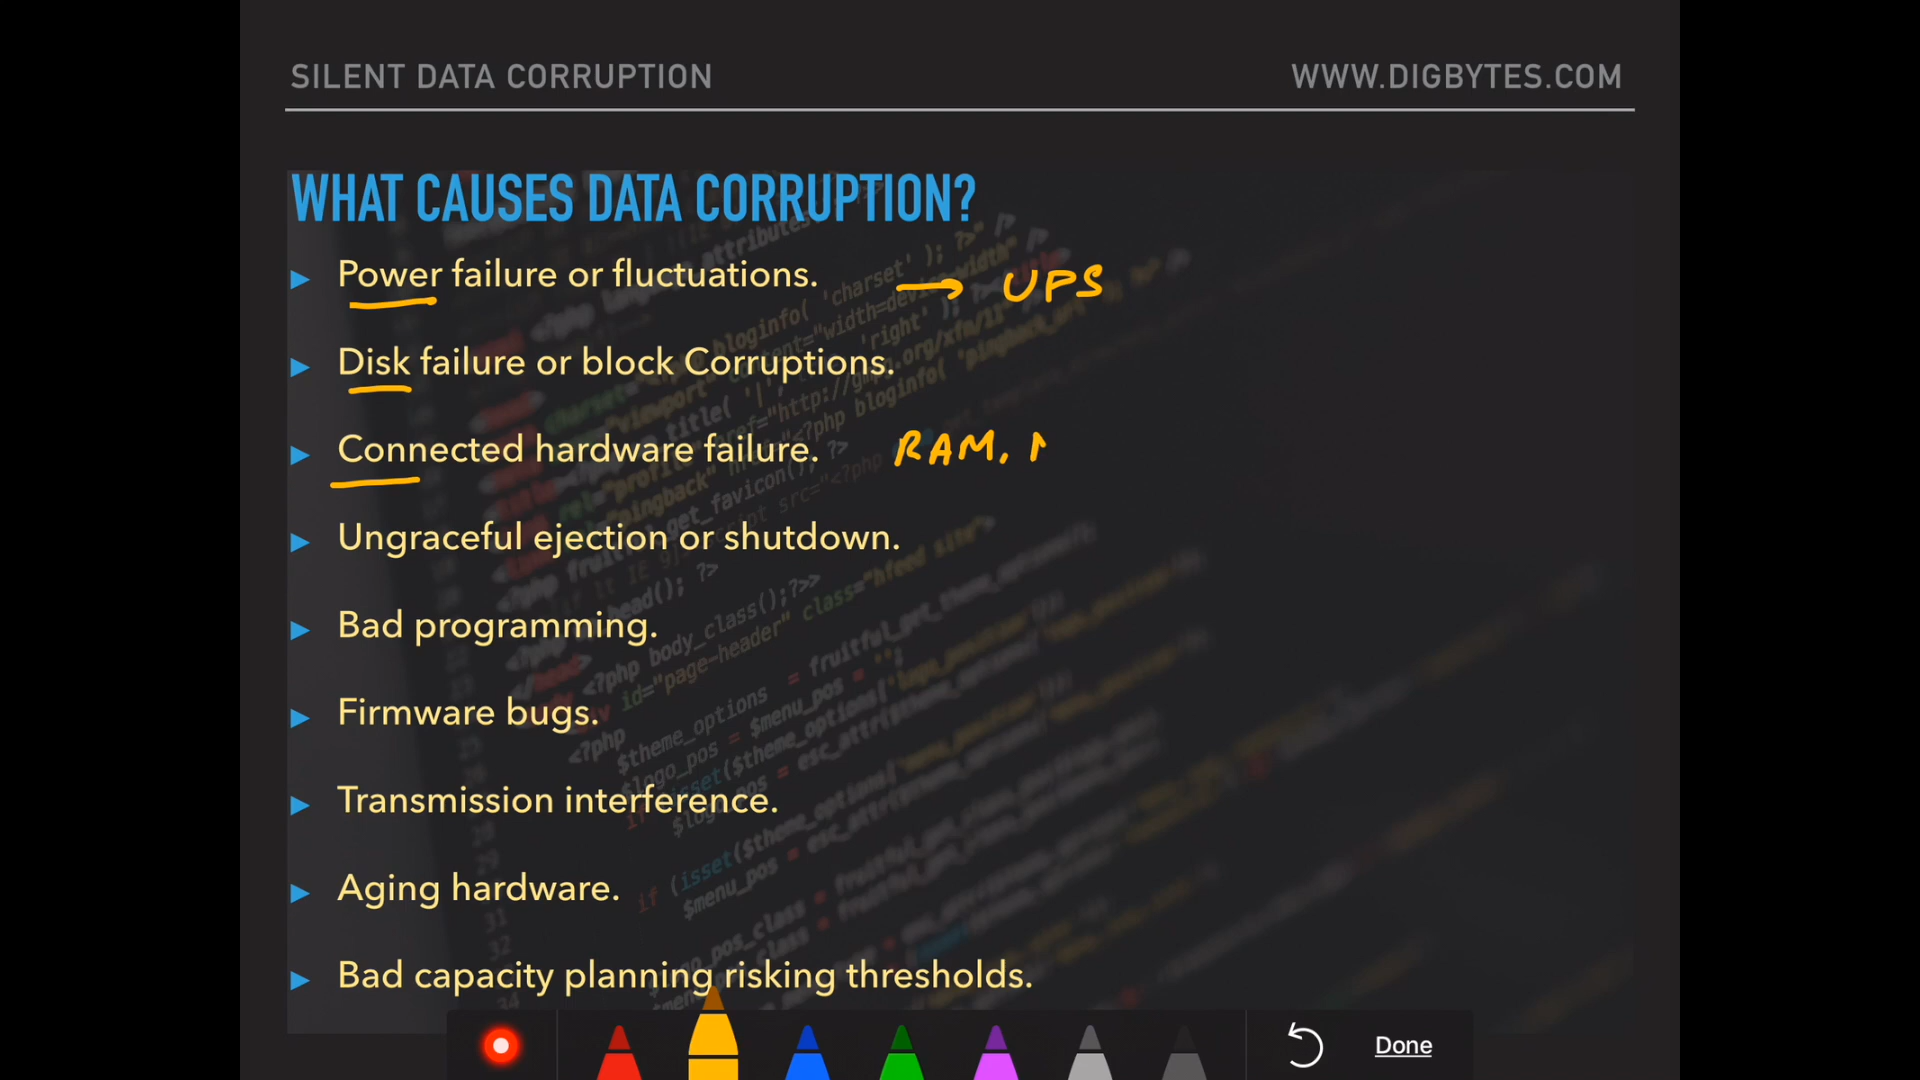 SILENT DATA CORRUPTION WWW.DIGBYTES.COM
WHAT CAUSES DATA CORRUPTION?
▶ Power failure or fluctuations. → UPS
▶ Disk failure or block Corruptions.
▶ Connected hardware failure. RAM.
▶ Ungraceful ejection or shutdown.
▶ Bad programming.
▶ Firmware bugs.
▶ Transmission interference.
▶ Aging hardware.
▶ Bad capacity planning risking thresholds.
Done